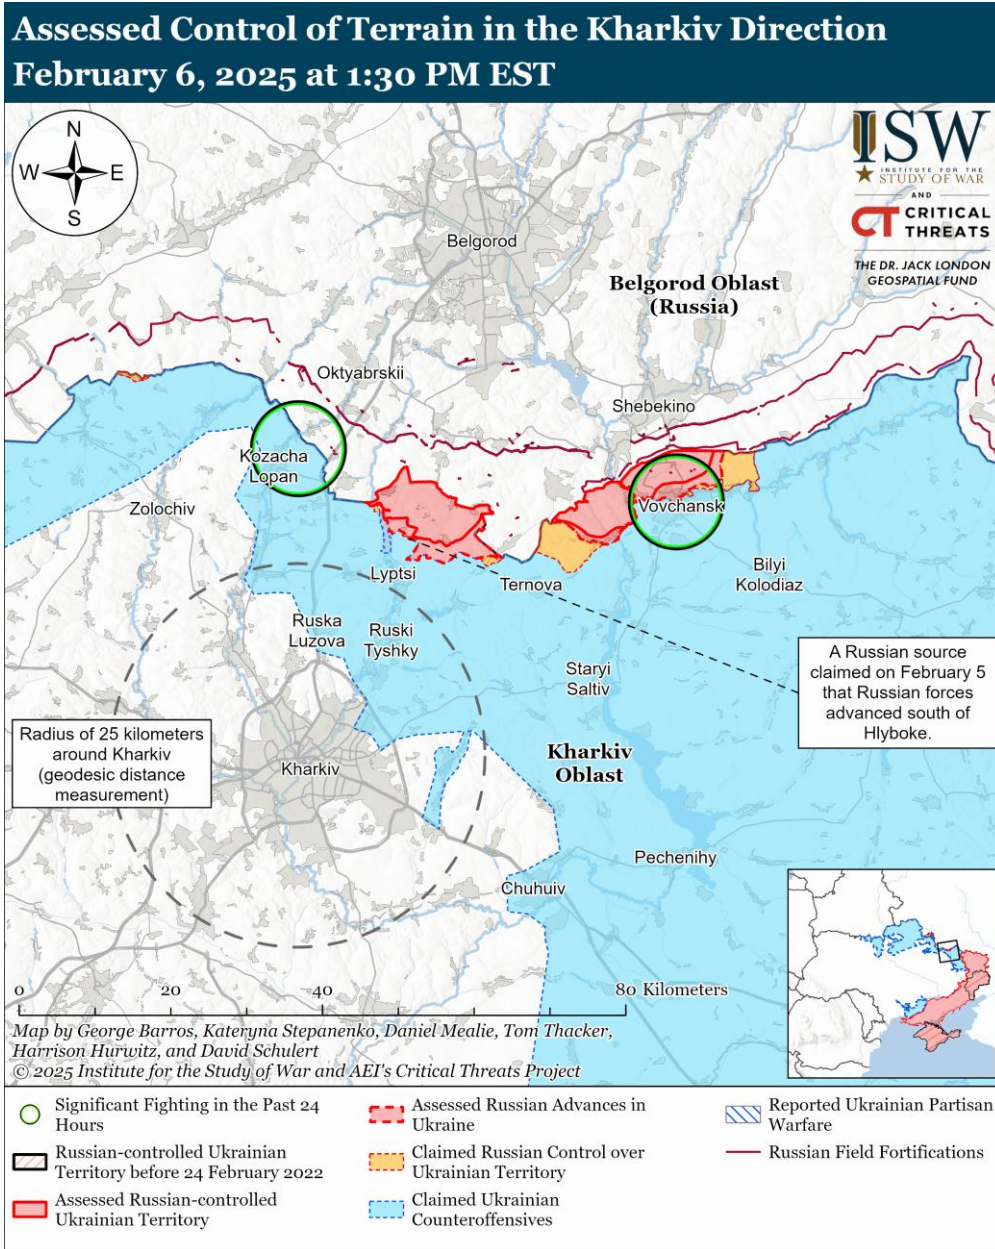 Assessed Control of Terrain in the Kharkiv Direction
February 6, 2025 at 1:30 PM EST
N
W
E
S
ISW
INSTITUTE FOR THE
STUDY OF WAR
AND
CT CRITICAL
THREATS
THE DR. JACK LONDON
GEOSPATIAL FUND
Belgorod
Belgorod Oblast
(Russia)
Oktyabrskii
Shebekino
Kozacha
Lopan
Zolochiv
Vovchansk
Lyptsi
Ternova
Bilyi
Kolodiaz
Ruska
Luzova
Ruski
Tyshky
Staryi
Saltiv
A Russian source
claimed on February 5
that Russian forces
advanced south of
Hlyboke.
Radius of 25 kilometers
around Kharkiv
(geodesic distance
measurement)
Kharkiv
Kharkiv
Oblast
Pechenihy
Chuhuiv
0
20
40
80 Kilometers
Map by George Barros, Kateryna Stepanenko, Daniel Mealie, Tom Thacker,
Harrison Hurwitz, and David Schulert
© 2025 Institute for the Study of War and AEI's Critical Threats Project
Significant Fighting in the Past 24
Hours
Russian-controlled Ukrainian
Territory before 24 February 2022
Assessed Russian-controlled
Ukrainian Territory
Assessed Russian Advances in
Ukraine
Claimed Russian Control over
Ukrainian Territory
Claimed Ukrainian
Counteroffensives
Reported Ukrainian Partisan
Warfare
Russian Field Fortifications